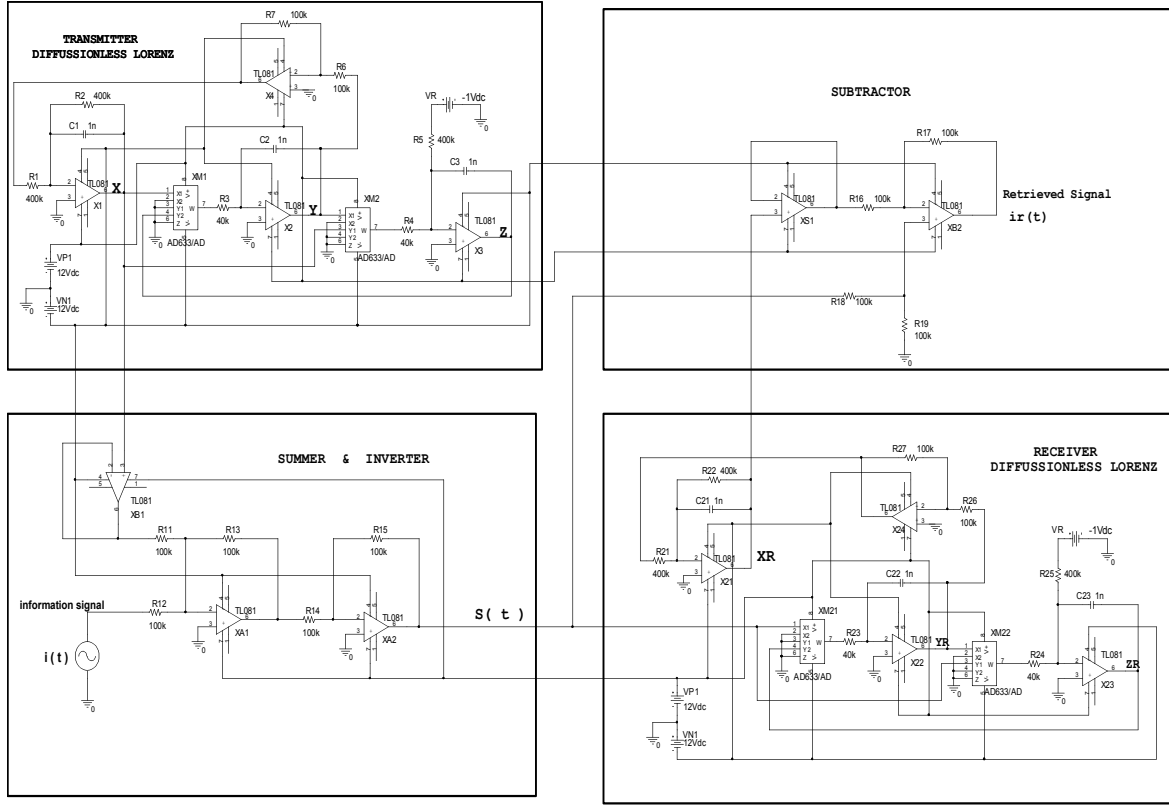 TRANSMITTER
DIFFUSSIONLESS LORENZ
R7
100k
TL081
X4
R6
100k
R2 400k
C1 1n
R1
400k
TL081
X1
X
XM1
AD633/AD
R3
40k
C2 1n
TL081
X2
Y
XM2
AD633/AD
R4
40k
VR
-1Vdc
R5
400k
C3 1n
TL081
X3
Z
VP1
12Vdc
VN1
12Vdc
SUBTRACTOR
TL081
XS1
R16
100k
R17
100k
TL081
XB2
Retrieved Signal
ir(t)
R18
100k
R19
100k
SUMMER & INVERTER
TL081
XB1
R11
100k
R13
100k
R15
100k
information signal
i(t)
R12
100k
TL081
XA1
R14
100k
TL081
XA2
S( t )
RECEIVER
DIFFUSSIONLESS LORENZ
R27
100k
R22 400k
C21 1n
R21
400k
TL081
X21
XR
TL081
X24
R26
100k
XM21
AD633/AD
R23
40k
C22 1n
TL081
X22
YR
XM22
AD633/AD
R24
40k
VR
-1Vdc
R25
400k
C23 1n
TL081
X23
ZR
VP1
12Vdc
VN1
12Vdc